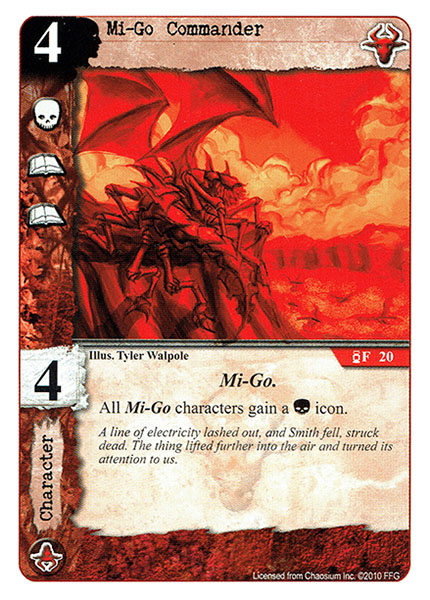 4
Mi-Go Commander
Illus. Tyler Walpole
F 20
4
Mi-Go.
All Mi-Go characters gain a icon.
A line of electricity lashed out, and Smith fell, struck
dead. The thing lifted further into the air and turned its
attention to us.
Character
Licensed from Chaosium Inc. ©2010 FFG